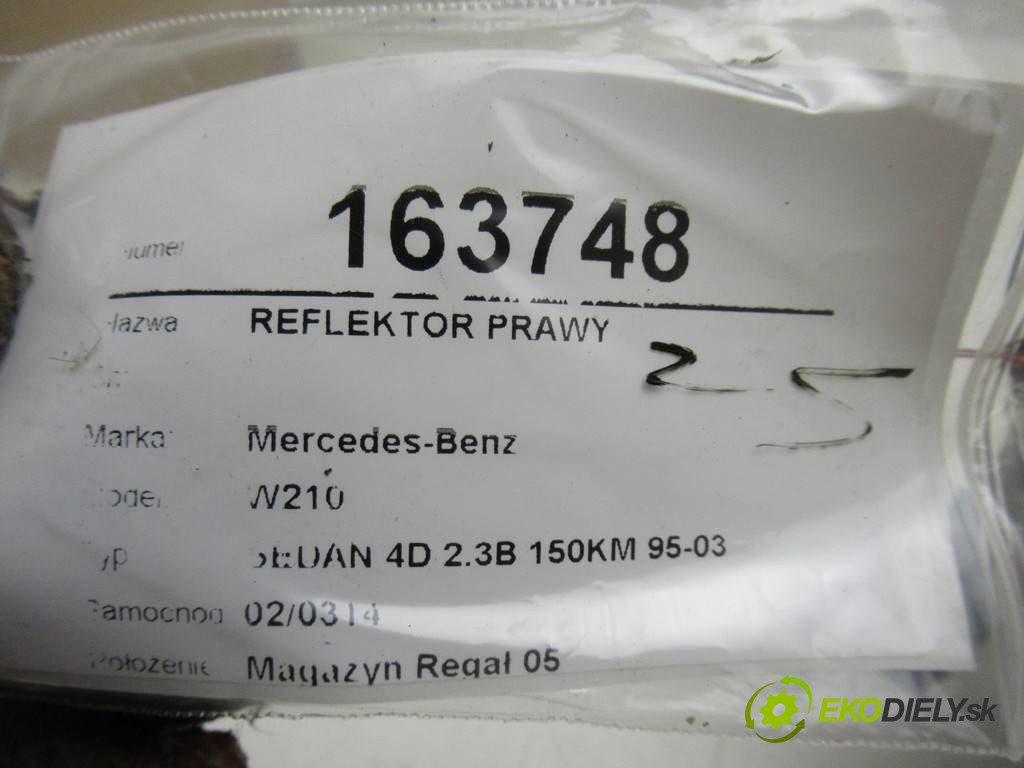 163748
REFLEKTOR PRAWY
2-5
Marka Mercedes-Benz
W210
SEDAN 4D 2.3B 150KM 95-03
02/0314
Magazyn Regał 05
EKODIELY.sk